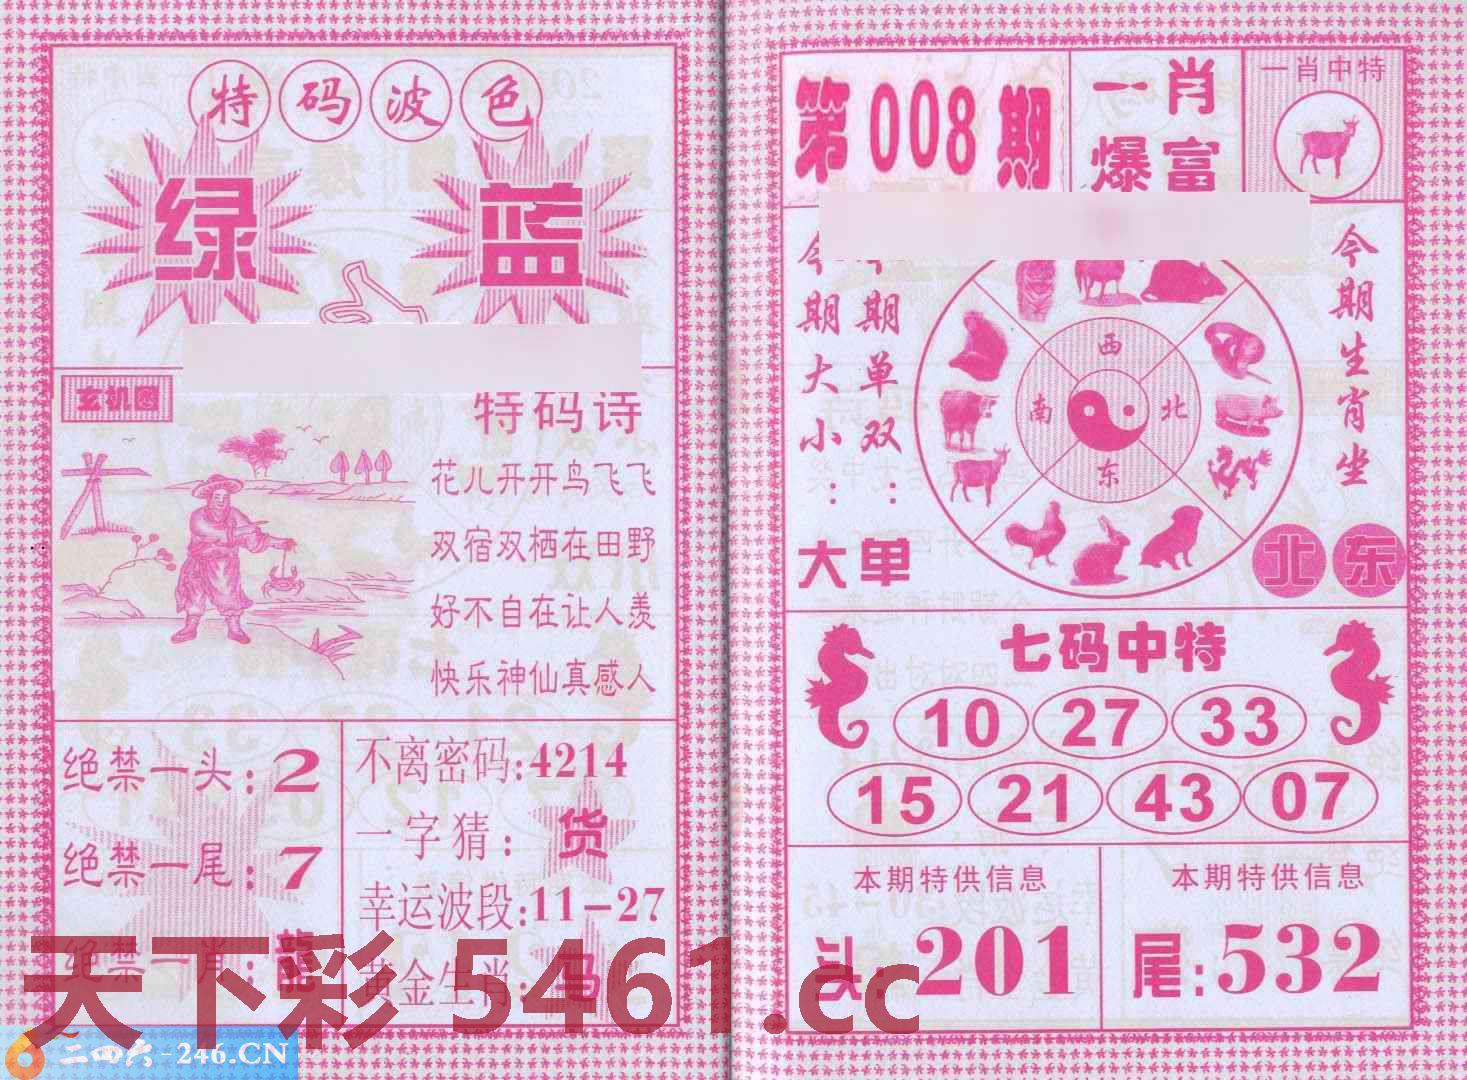 特码波色
绿 蓝
玄机图
特码诗
花儿开开鸟飞飞
双宿双栖在田野
好不自在让人羡
快乐神仙真感人
绝禁一头:2
绝禁一尾:7
绝禁一肖:龍
不离密码:4214
一字猜:货
幸运波段:11-27
黄金生肖:马
第008期
一肖
爆富
一肖中特
今期大小:大
今期单双:单
西
南 北
东
今期生肖坐
北东
七码中特
10 27 33
15 21 43 07
本期特供信息
头:201
本期特供信息
尾:532
天下彩 5461.cc
二四六-246.CN